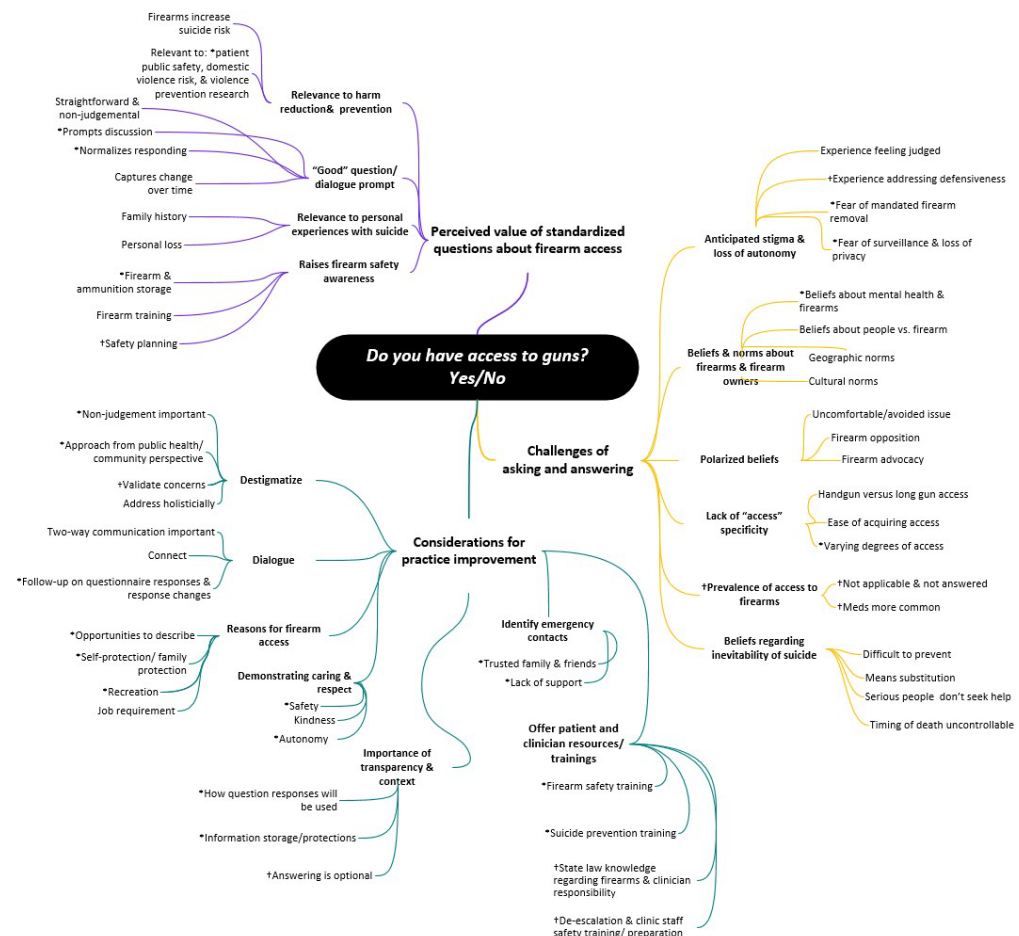 Firearms increase
suicide risk
Relevant to: *patient
public safety, domestic
violence risk, & violence
prevention research
Relevance to harm
reduction& prevention
Straightforward &
non-judgemental
*Prompts discussion
*Normalizes responding
Captures change
over time
“Good” question/
dialogue prompt
Family history
Personal loss
Relevance to personal
experiences with suicide
Raises firearm safety
awareness
*Firearm &
ammunition storage
Firearm training
†Safety planning
Perceived value of standardized
questions about firearm access
Do you have access to guns?
Yes/No
Experience feeling judged
†Experience addressing defensiveness
*Fear of mandated firearm
removal
*Fear of surveillance & loss of
privacy
Anticipated stigma &
loss of autonomy
*Beliefs about mental health &
firearms
Beliefs about people vs. firearm
Geographic norms
Cultural norms
Beliefs & norms about
firearms & firearm
owners
Challenges of
asking and answering
Uncomfortable/avoided issue
Firearm opposition
Firearm advocacy
Polarized beliefs
Handgun versus long gun access
Ease of acquiring access
*Varying degrees of access
Lack of “access”
specificity
†Prevalence of access to
firearms
†Not applicable & not answered
†Meds more common
Beliefs regarding
inevitability of suicide
Difficult to prevent
Means substitution
Serious people don’t seek help
Timing of death uncontrollable
*Non-judgement important
*Approach from public health/
community perspective
†Validate concerns
Address holisticially
Destigmatize
Two-way communication important
Connect
*Follow-up on questionnaire responses &
response changes
Dialogue
Considerations for
practice improvement
Reasons for firearm
access
*Opportunities to describe
*Self-protection/ family
protection
*Recreation
Job requirement
Demonstrating caring &
respect
*Safety
Kindness
*Autonomy
Importance of
transparency &
context
*How question responses will
be used
*Information storage/protections
†Answering is optional
Identify emergency
contacts
*Trusted family & friends
*Lack of support
Offer patient and
clinician resources/
trainings
*Firearm safety training
*Suicide prevention training
†State law knowledge
regarding firearms & clinician
responsibility
†De-escalation & clinic staff
safety training/ preparation